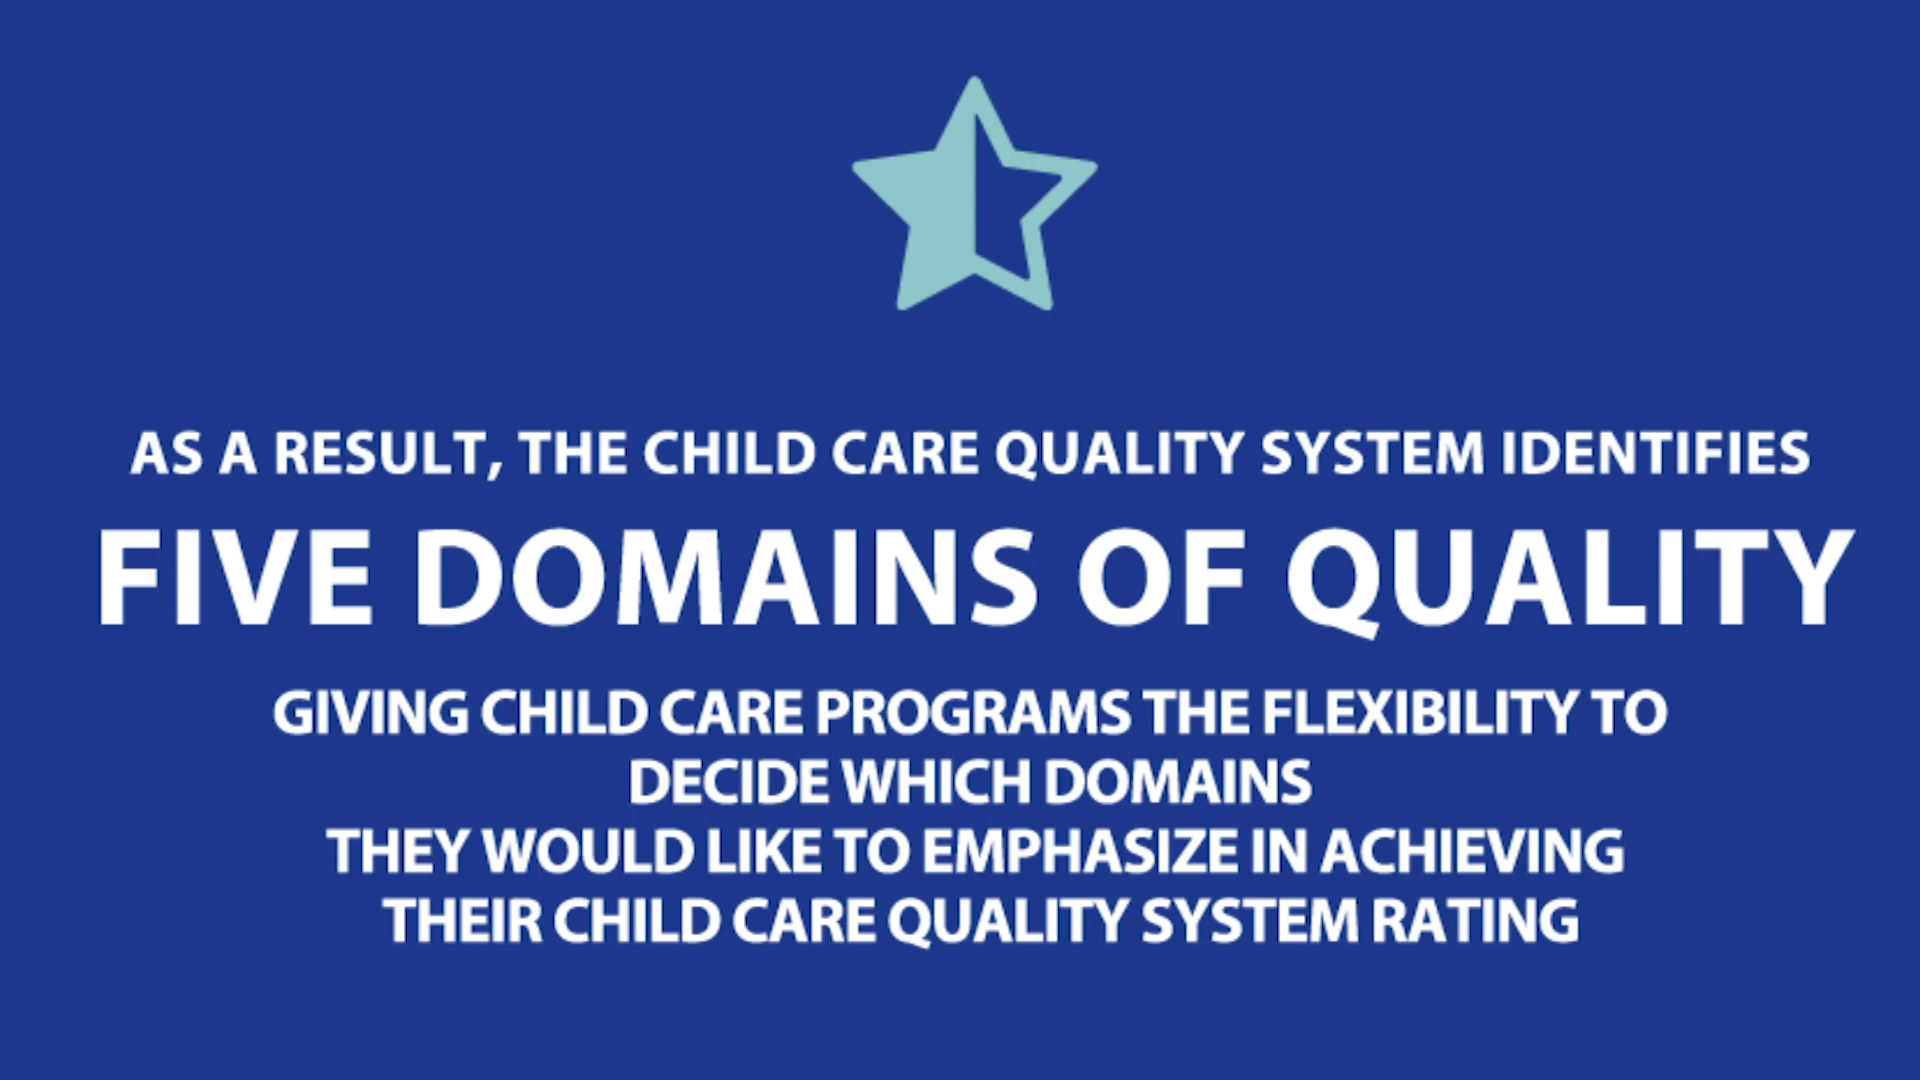 AS A RESULT, THE CHILD CARE QUALITY SYSTEM IDENTIFIES
FIVE DOMAINS OF QUALITY
GIVING CHILD CARE PROGRAMS THE FLEXIBILITY TO
DECIDE WHICH DOMAINS
THEY WOULD LIKE TO EMPHASIZE IN ACHIEVING
THEIR CHILD CARE QUALITY SYSTEM RATING